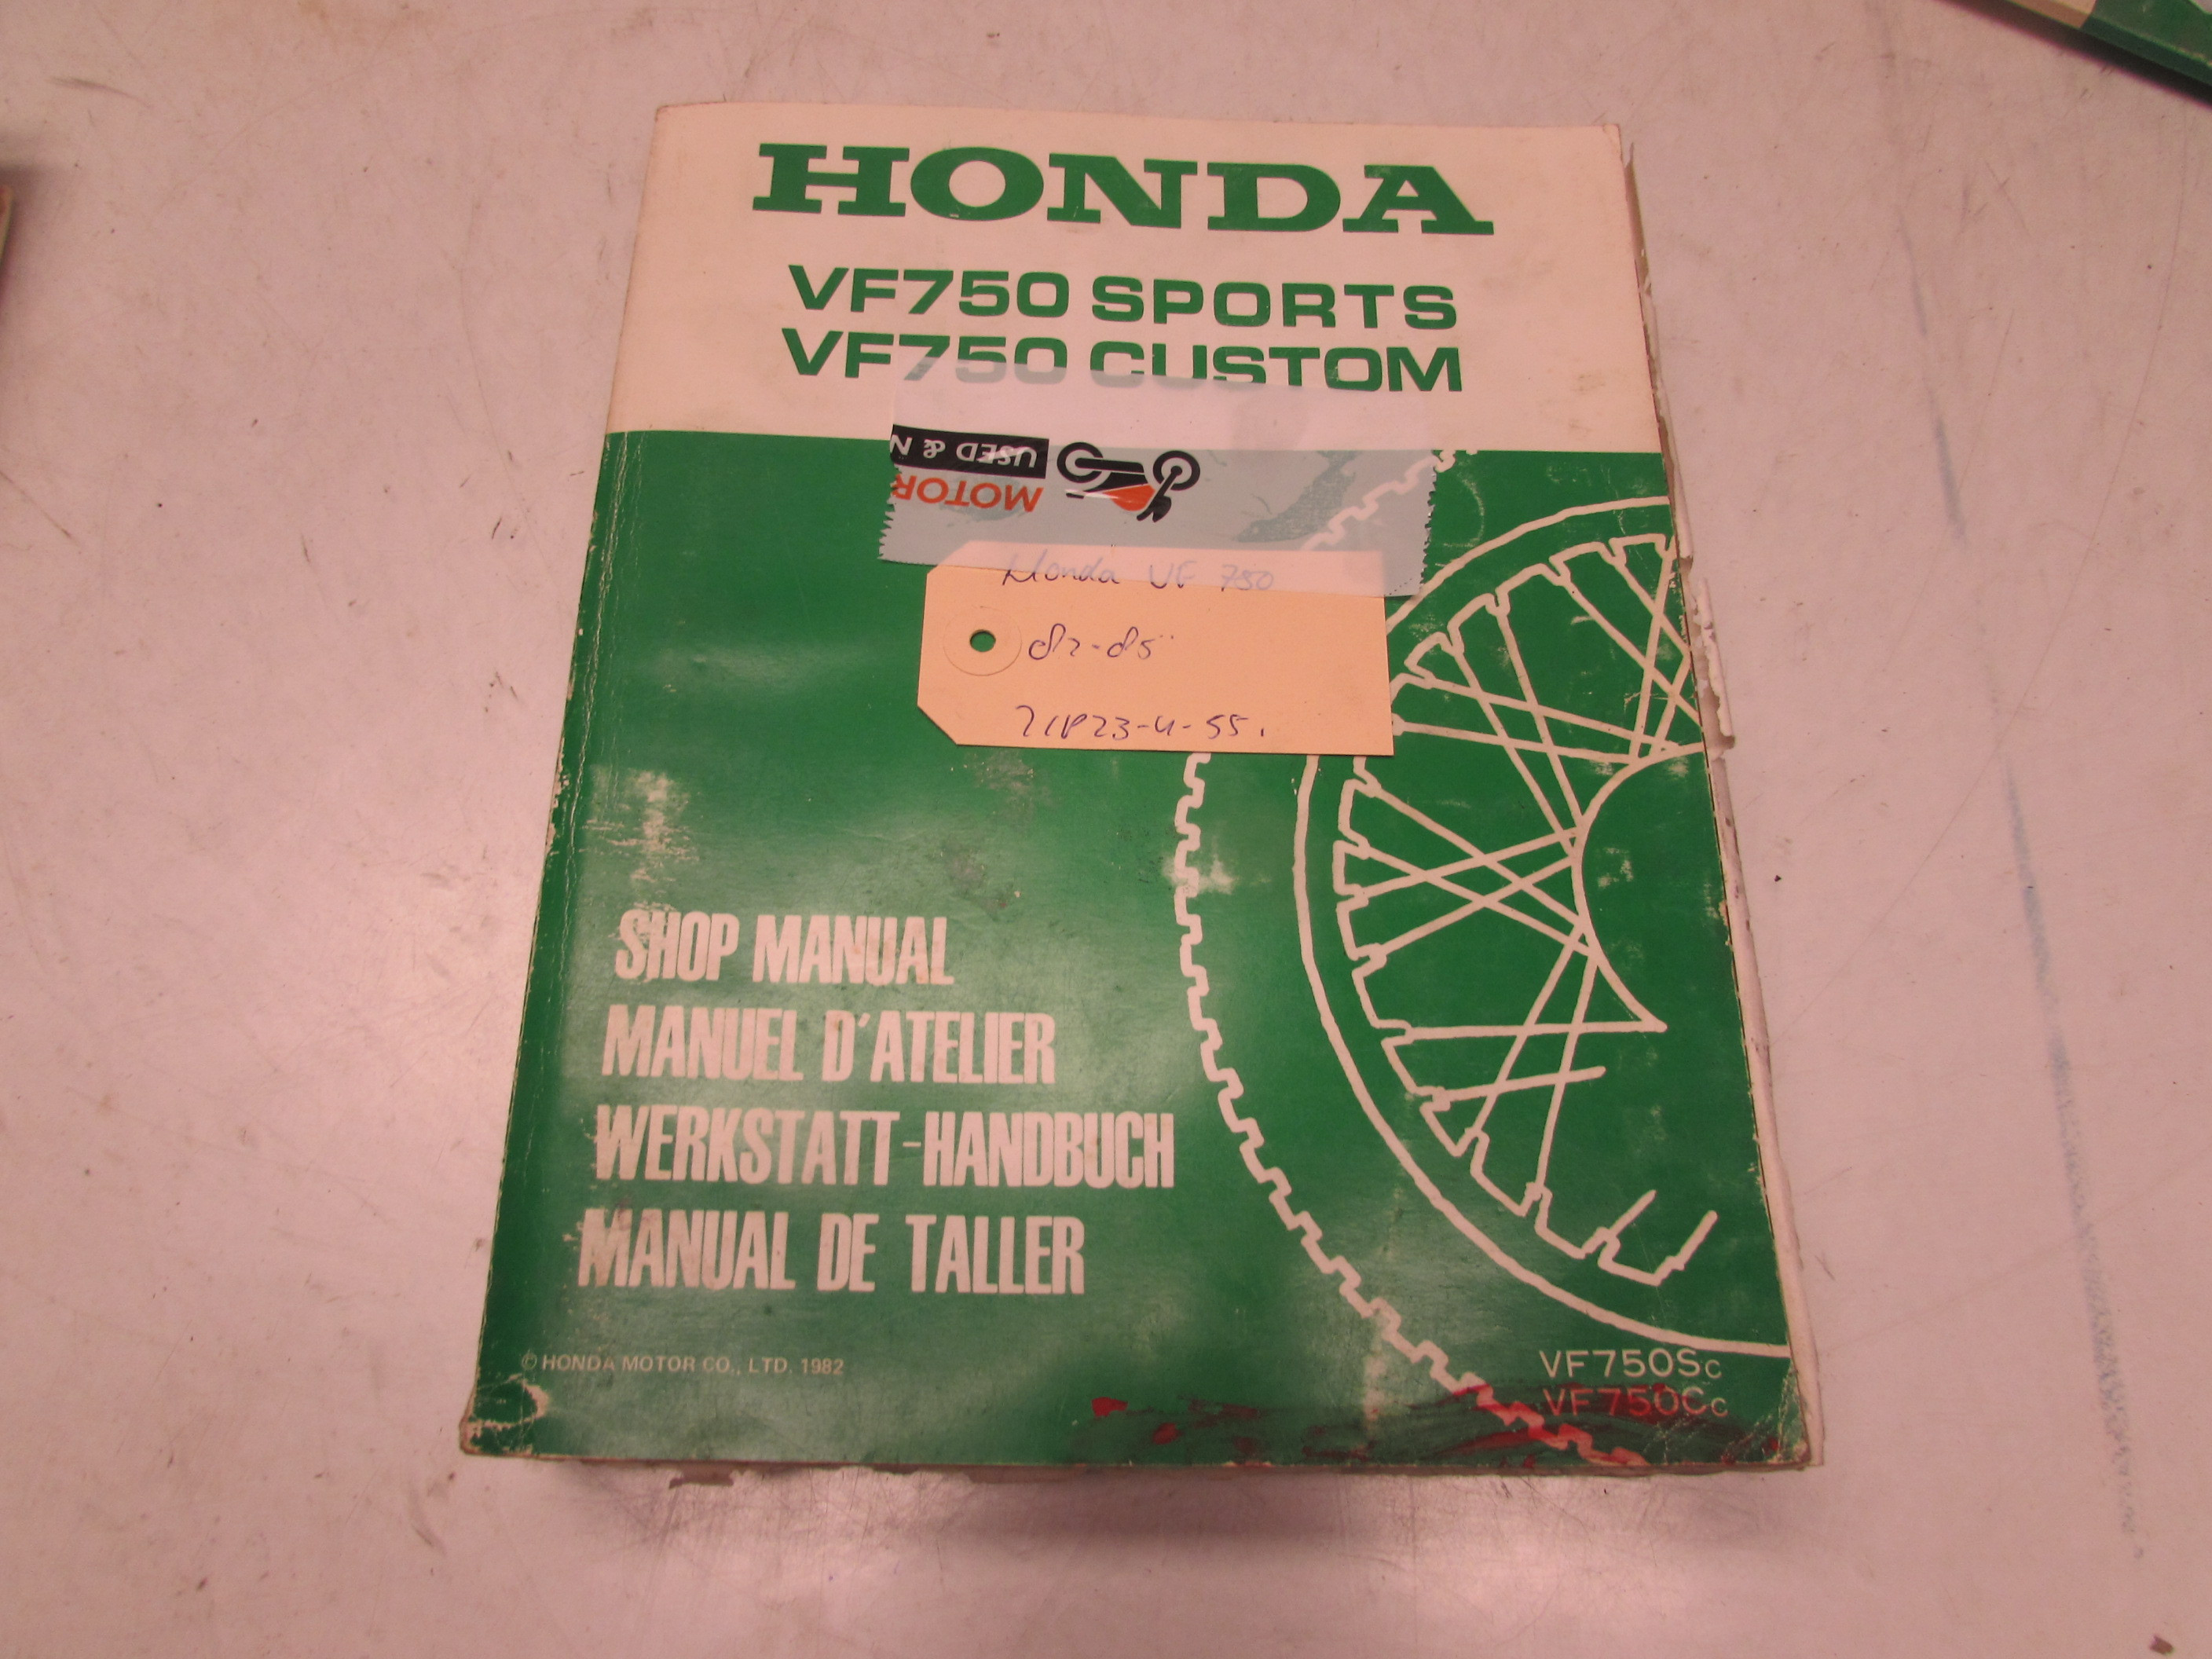 HONDA
VF750 SPORTS
VF750 CUSTOM
USED & N
MOTOR
Honda VF 750
82-85
SHOP MANUAL
MANUEL D'ATELIER
WERKSTATT-HANDBUCH
MANUAL DE TALLER
© HONDA MOTOR CO., LTD. 1982
VF750Sc
VF750Cc